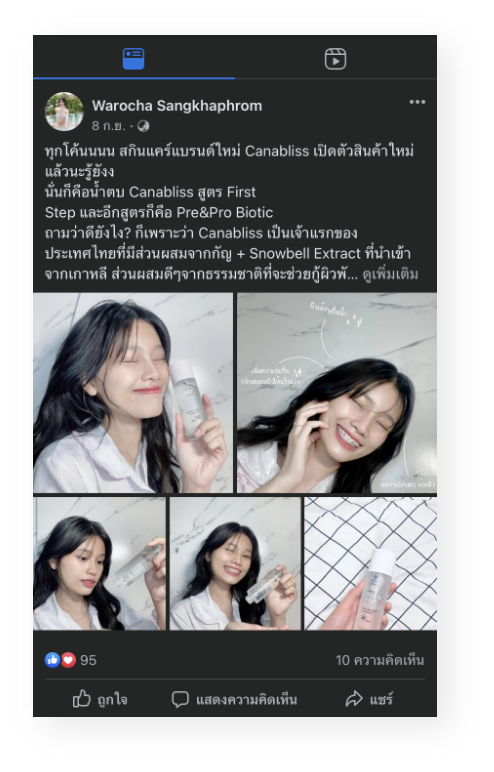 Warocha Sangkhaphrom
8 ก.ย. ·
ทุกโค้นนนน สกินแคร์แบรนด์ใหม่ Canabliss เปิดตัวสินค้าใหม่
แล้วนะรู้ยังง
นั่นก็คือน้ำตบ Canabliss สูตร First
Step และอีกสูตรก็คือ Pre&Pro Biotic
ถามว่าดียังไง? ก็เพราะว่า Canabliss เป็นเจ้าแรกของ
ประเทศไทยที่มีส่วนผสมจากกัญ + Snowbell Extract ที่นำเข้า
จากเกาหลี ส่วนผสมดีๆจากธรรมชาติที่จะช่วยกู้ผิวพั... ดูเพิ่มเติม
95
10 ความคิดเห็น
ถูกใจ
แสดงความคิดเห็น
แชร์